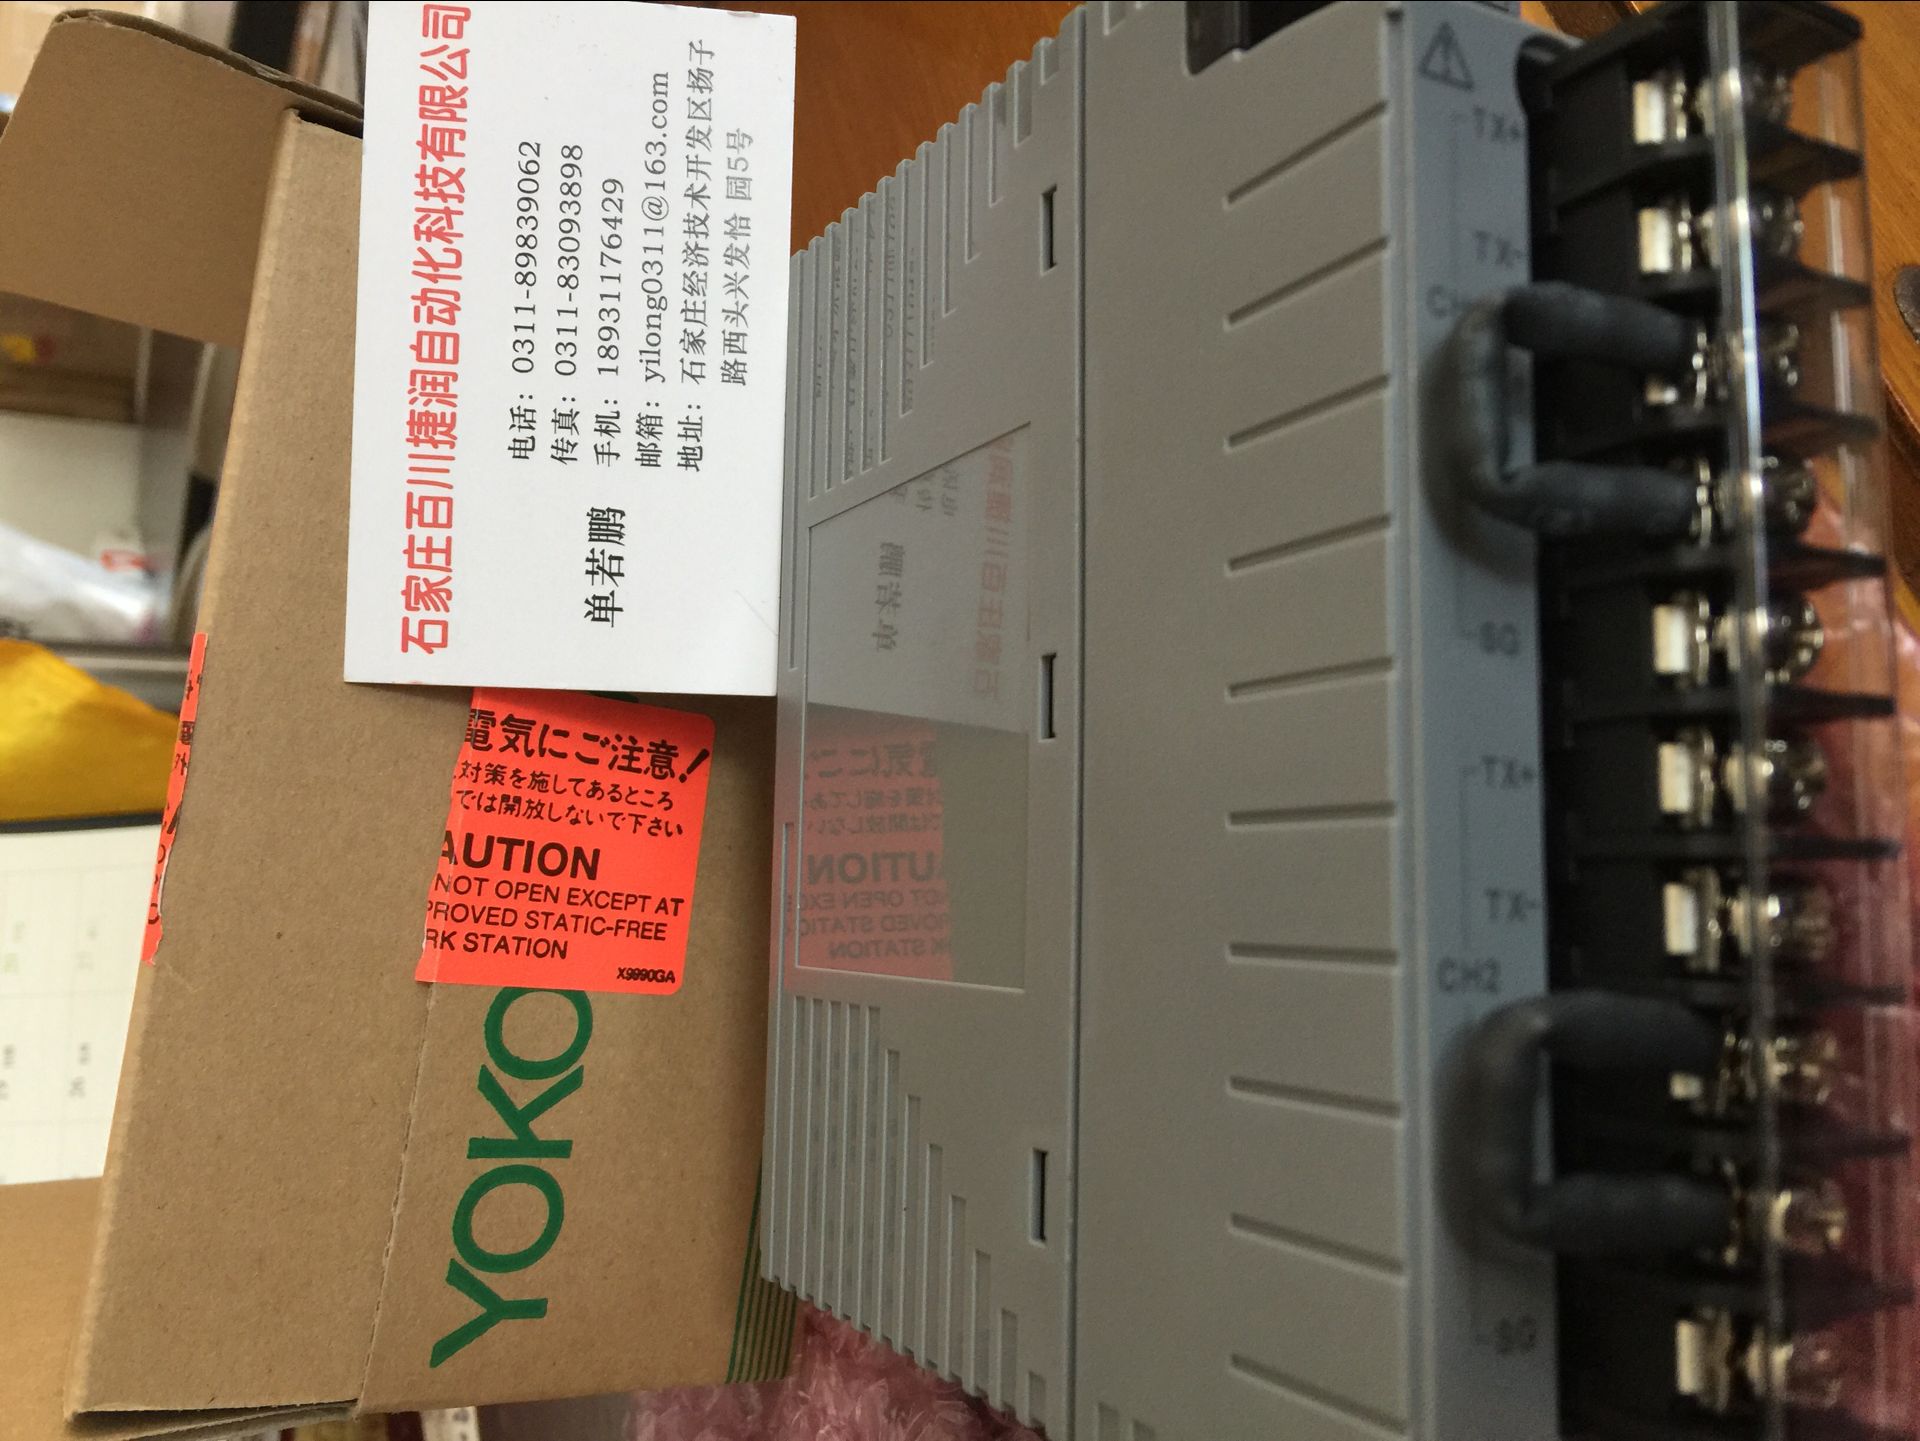 石家庄百川捷润自动化科技有限公司
电话: 0311-89839062
传真: 0311-83093898
单若鹏 手机: 18931176429
邮箱: yilong0311@163.com
地址: 石家庄经济技术开发区扬子
路西头兴发怡 园5号
電気にご注意!
対策を施してあるところ
では開放しないで下さい
AUTION
NOT OPEN EXCEPT AT
PROVED STATIC-FREE
RK STATION
X9990GA
YOKO
TX+
TX-
CH
SG
TX+
TX-
CH2
SG